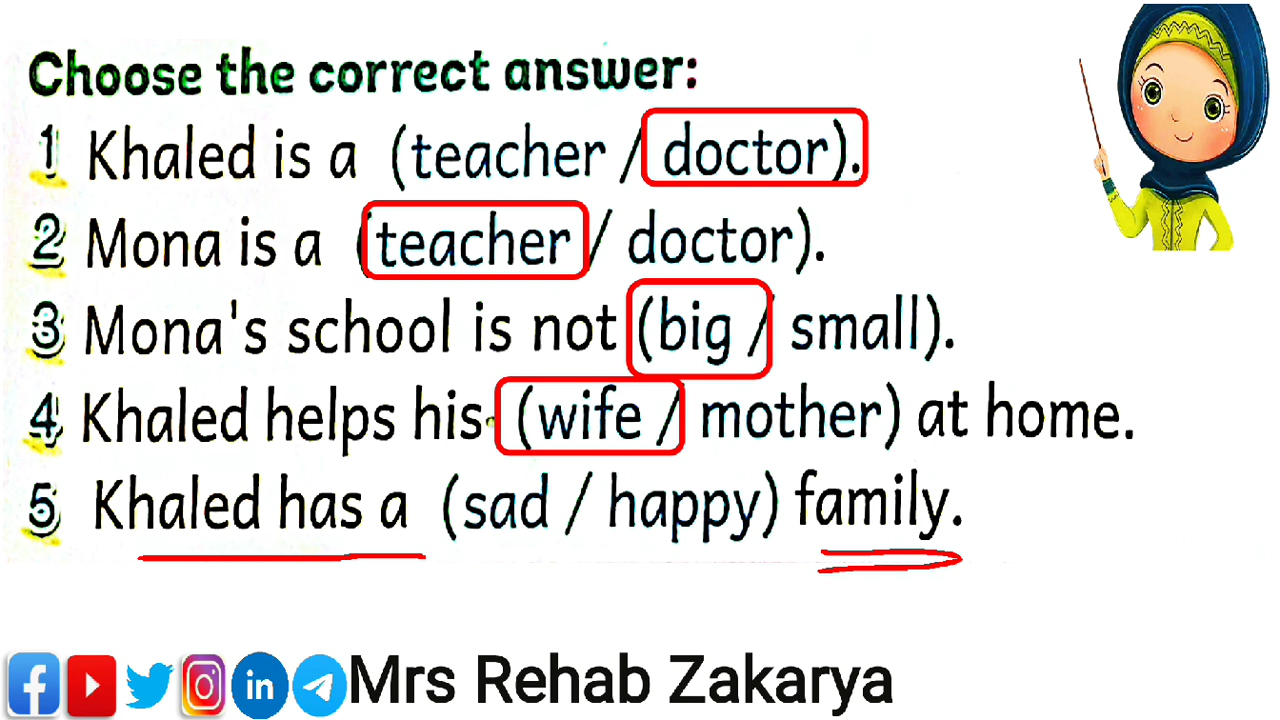 Choose the correct answer:
1 Khaled is a (teacher / doctor).
2 Mona is a (teacher / doctor).
3 Mona's school is not (big / small).
4 Khaled helps his (wife / mother) at home.
5 Khaled has a (sad / happy) family.
Mrs Rehab Zakarya